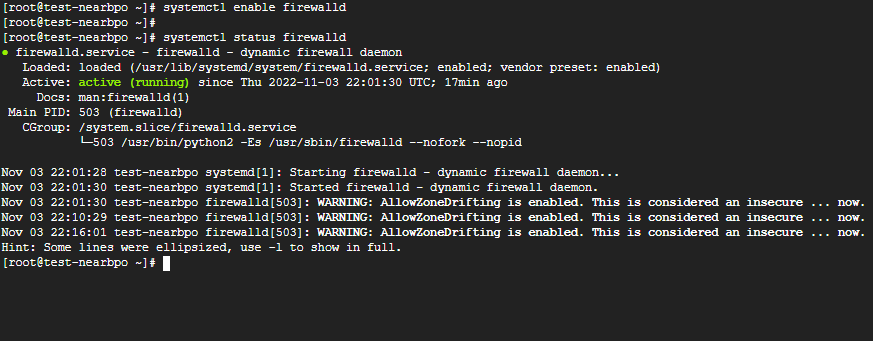 [root@test-nearbpo ~]# systemctl enable firewalld
[root@test-nearbpo ~]#
[root@test-nearbpo ~]# systemctl status firewalld
● firewalld.service - firewalld - dynamic firewall daemon
   Loaded: loaded (/usr/lib/systemd/system/firewalld.service; enabled; vendor preset: enabled)
   Active: active (running) since Thu 2022-11-03 22:01:30 UTC; 17min ago
     Docs: man:firewalld(1)
 Main PID: 503 (firewalld)
   CGroup: /system.slice/firewalld.service
           └─503 /usr/bin/python2 -Es /usr/sbin/firewalld --nofork --nopid

Nov 03 22:01:28 test-nearbpo systemd[1]: Starting firewalld - dynamic firewall daemon...
Nov 03 22:01:30 test-nearbpo systemd[1]: Started firewalld - dynamic firewall daemon.
Nov 03 22:01:30 test-nearbpo firewalld[503]: WARNING: AllowZoneDrifting is enabled. This is considered an insecure ... now.
Nov 03 22:10:29 test-nearbpo firewalld[503]: WARNING: AllowZoneDrifting is enabled. This is considered an insecure ... now.
Nov 03 22:16:01 test-nearbpo firewalld[503]: WARNING: AllowZoneDrifting is enabled. This is considered an insecure ... now.
Hint: Some lines were ellipsized, use -l to show in full.
[root@test-nearbpo ~]#